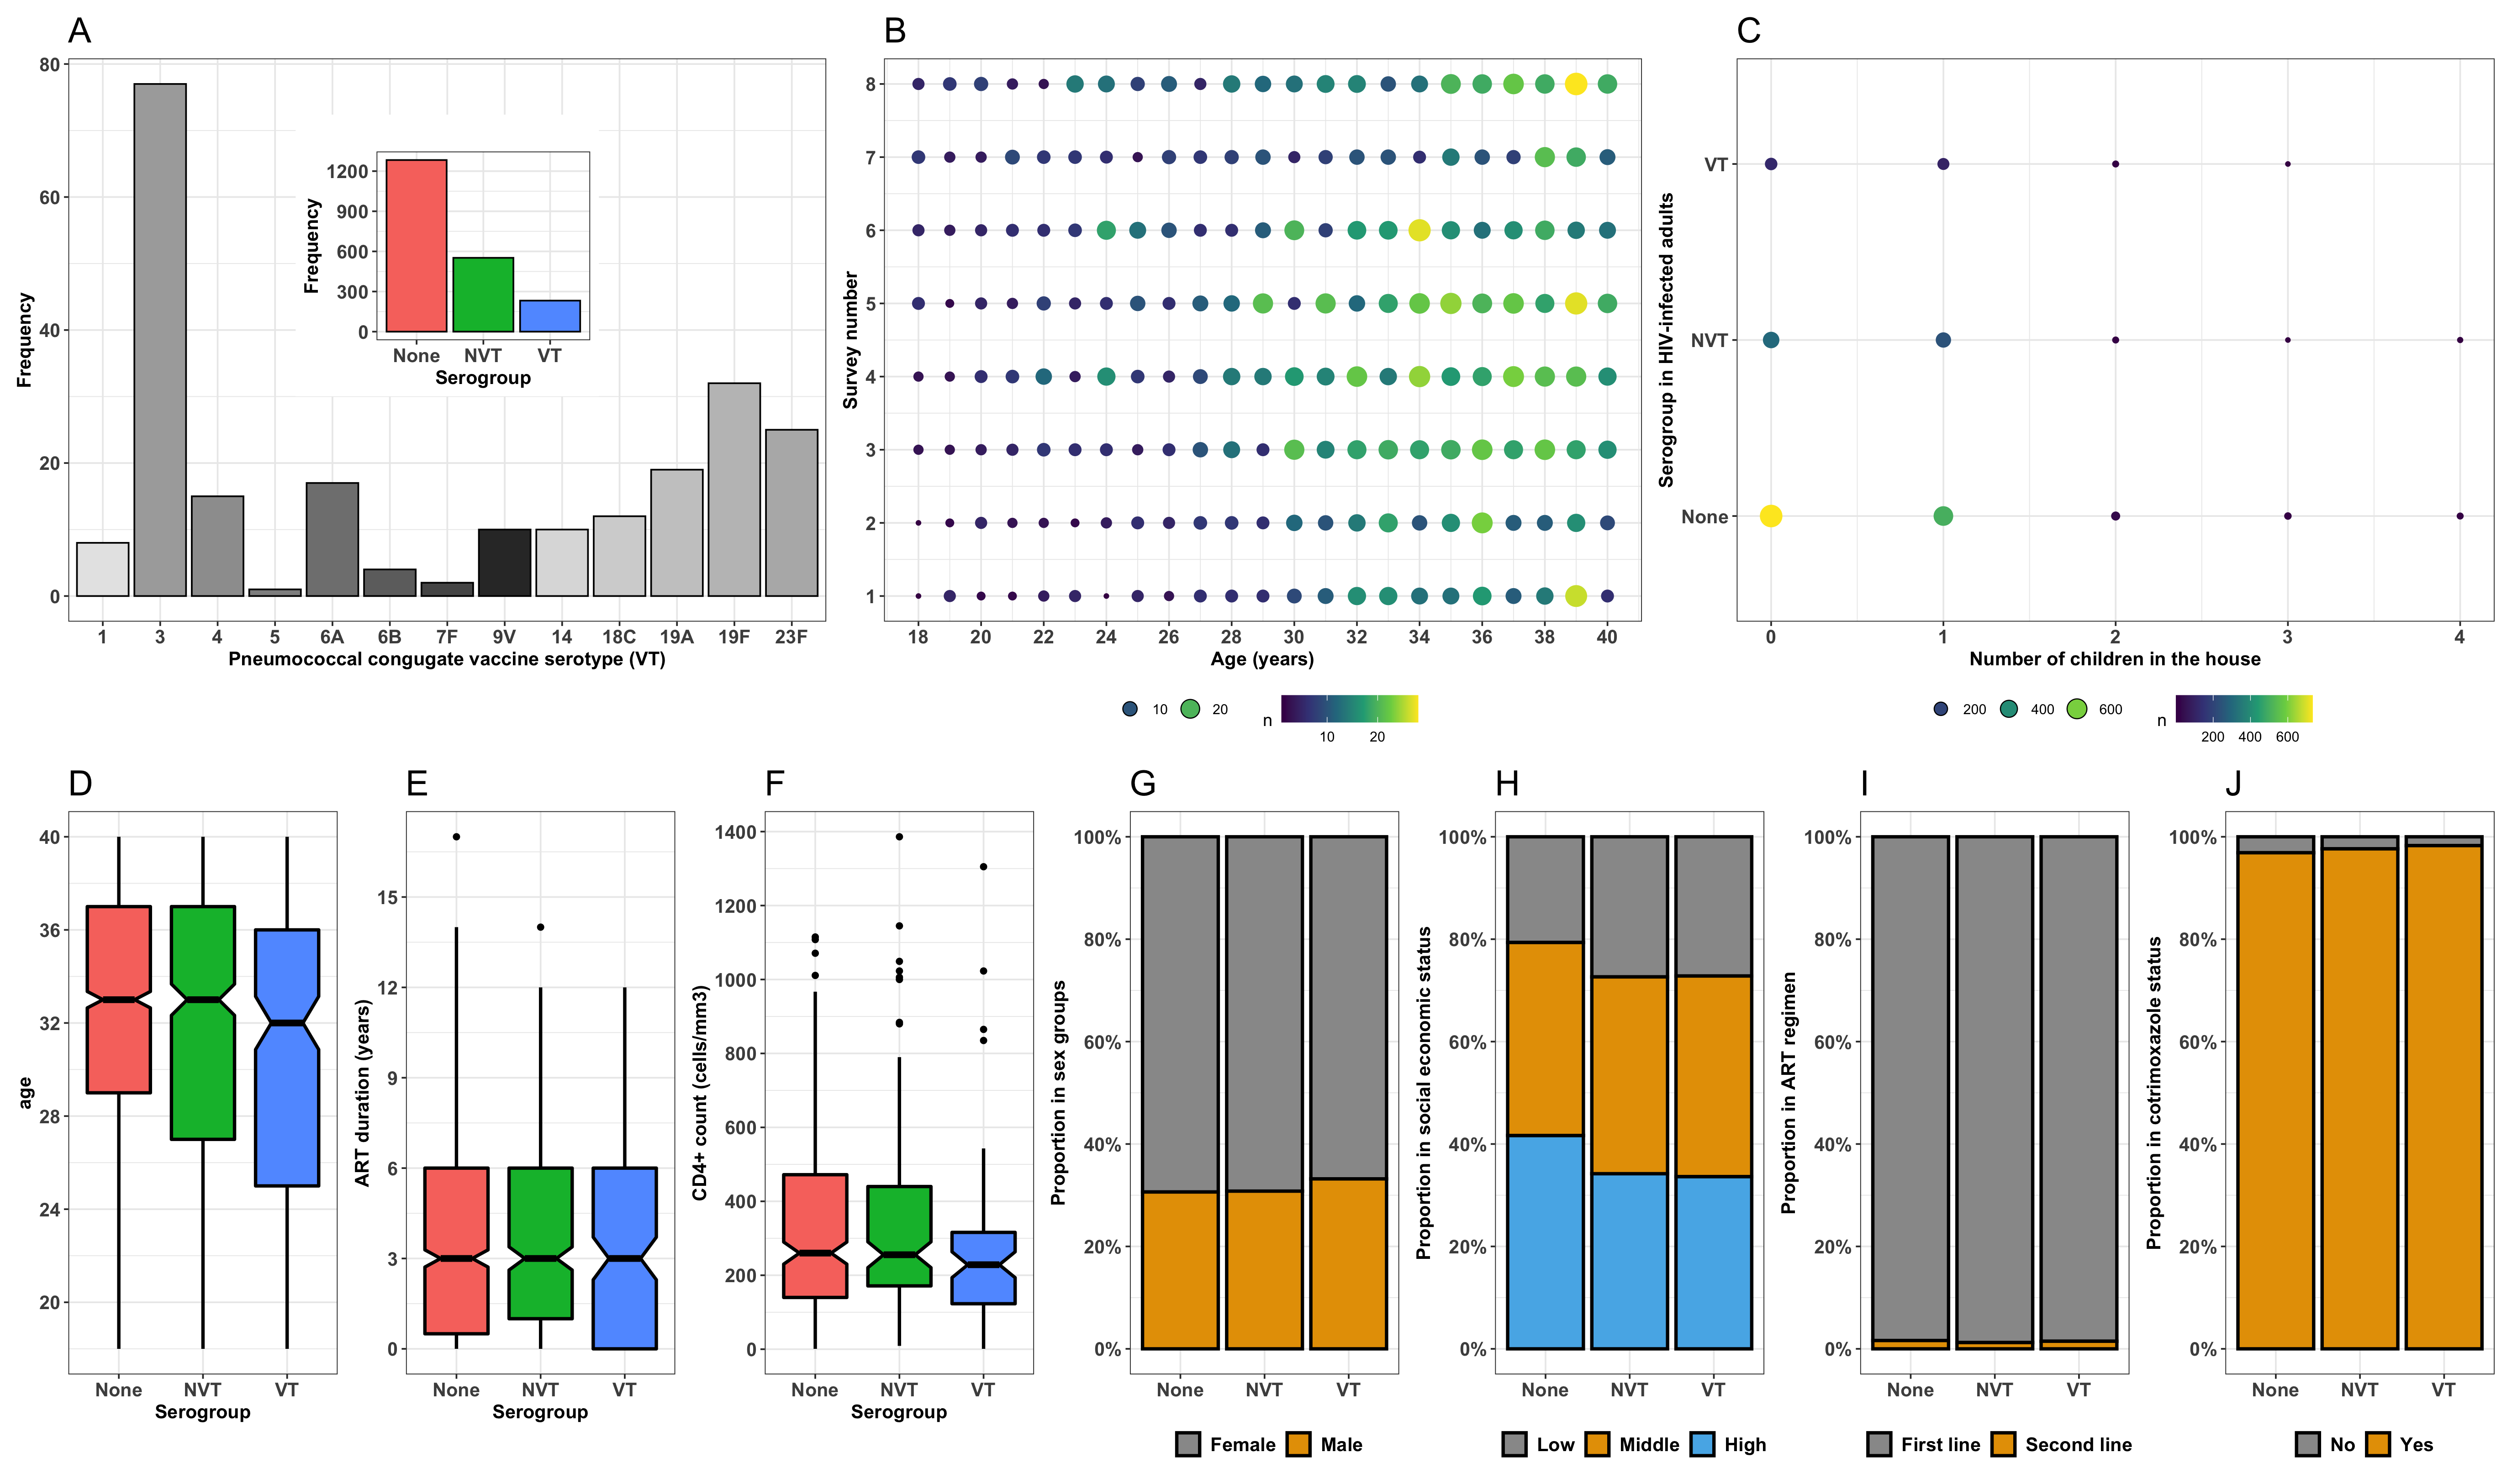 A
Frequency
80
60
40
20
0
1 3 4 5 6A 6B 7F 9V 14 18C 19A 19F 23F
Pneumococcal congugate vaccine serotype (VT)
Frequency
1200
900
600
300
0
None NVT VT
Serogroup
B
Survey number
8
7
6
5
4
3
2
1
18 20 22 24 26 28 30 32 34 36 38 40
Age (years)
10 20
n
10 20
C
Serogroup in HIV-infected adults
VT
NVT
None
0 1 2 3 4
Number of children in the house
200 400 600
n
200 400 600
D
age
40
36
32
28
24
20
None NVT VT
Serogroup
E
ART duration (years)
15
12
9
6
3
0
None NVT VT
Serogroup
F
CD4+ count (cells/mm3)
1400
1200
1000
800
600
400
200
0
None NVT VT
Serogroup
G
Proportion in sex groups
100%
80%
60%
40%
20%
0%
None NVT VT
Female Male
H
Proportion in social economic status
100%
80%
60%
40%
20%
0%
None NVT VT
Low Middle High
I
Proportion in ART regimen
100%
80%
60%
40%
20%
0%
None NVT VT
First line Second line
J
Proportion in cotrimoxazole status
100%
80%
60%
40%
20%
0%
None NVT VT
No Yes